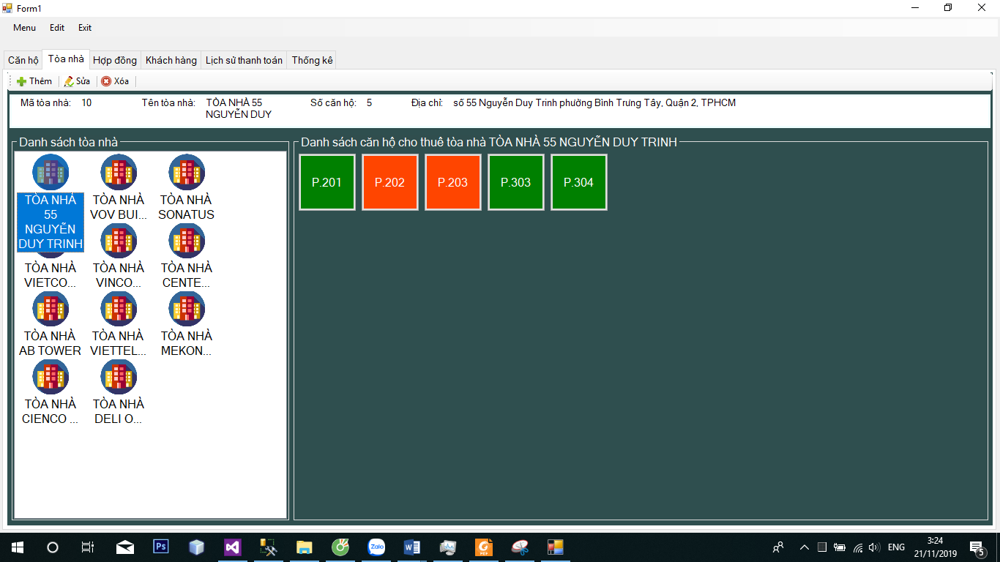 Form1
Menu Edit Exit
Căn hộ Tòa nhà Hợp đồng Khách hàng Lịch sử thanh toán Thống kê
Thêm Sửa Xóa
Mã tòa nhà: 10 Tên tòa nhà: TÒA NHÀ 55 Số căn hộ: 5 Địa chỉ: số 55 Nguyễn Duy Trinh phường Bình Trưng Tây, Quận 2, TPHCM
NGUYỄN DUY
Danh sách tòa nhà
TÒA NHÀ
55
NGUYỄN
DUY TRINH
TÒA NHÀ
VOV BUI...
TÒA NHÀ
SONATUS
TÒA NHÀ
VIETCO...
TÒA NHÀ
VINCO...
TÒA NHÀ
CENTE...
TÒA NHÀ
AB TOWER
TÒA NHÀ
VIETTEL...
TÒA NHÀ
MEKON...
TÒA NHÀ
CIENCO ...
TÒA NHÀ
DELI O...
Danh sách căn hộ cho thuê tòa nhà TÒA NHÀ 55 NGUYỄN DUY TRINH
P.201 P.202 P.203 P.303 P.304
Ps
Zalo
PDF
ENG
3:24
21/11/2019
5